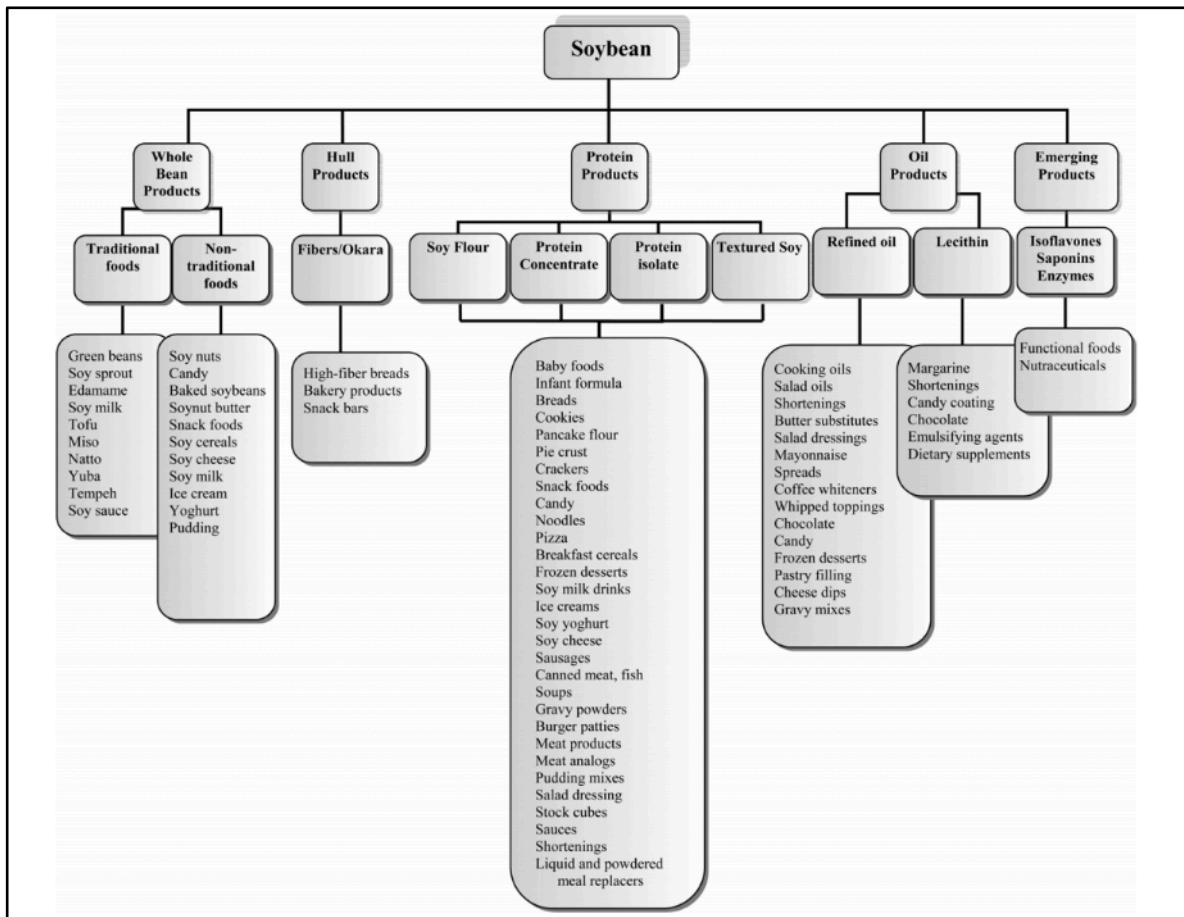 Soybean
Whole
Bean
Products
Hull
Products
Protein
Products
Oil
Products
Emerging
Products
Traditional
foods
Non-
traditional
foods
Fibers/Okara
Soy Flour
Protein
Concentrate
Protein
isolate
Textured Soy
Refined oil
Lecithin
Isoflavones
Saponins
Enzymes
Green beans
Soy sprout
Edamame
Soy milk
Tofu
Miso
Natto
Yuba
Tempeh
Soy sauce
Soy nuts
Candy
Baked soybeans
Soynut butter
Snack foods
Soy cereals
Soy cheese
Soy milk
Ice cream
Yoghurt
Pudding
High-fiber breads
Bakery products
Snack bars
Baby foods
Infant formula
Breads
Cookies
Pancake flour
Pie crust
Crackers
Snack foods
Candy
Noodles
Pizza
Breakfast cereals
Frozen desserts
Soy milk drinks
Ice creams
Soy yoghurt
Soy cheese
Sausages
Canned meat, fish
Soups
Gravy powders
Burger patties
Meat products
Meat analogs
Pudding mixes
Salad dressing
Stock cubes
Sauces
Shortenings
Liquid and powdered
meal replacers
Cooking oils
Salad oils
Shortenings
Butter substitutes
Salad dressings
Mayonnaise
Spreads
Coffee whiteners
Whipped toppings
Chocolate
Candy
Frozen desserts
Pastry filling
Cheese dips
Gravy mixes
Margarine
Shortenings
Candy coating
Chocolate
Emulsifying agents
Dietary supplements
Functional foods
Nutraceuticals